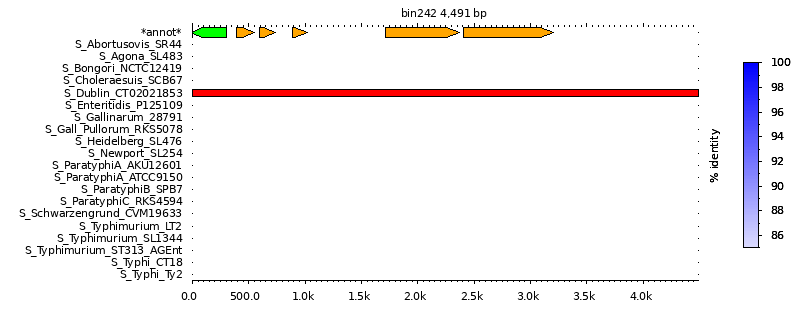 bin242 4,491 bp
*annot*
S_Abortusovis_SR44
S_Agona_SL483
S_Bongori_NCTC12419
S_Choleraesuis_SCB67
S_Dublin_CT02021853
S_Enteritidis_P125109
S_Gallinarum_28791
S_Gall_Pullorum_RKS5078
S_Heidelberg_SL476
S_Newport_SL254
S_ParatyphiA_AKU12601
S_ParatyphiA_ATCC9150
S_ParatyphiB_SPB7
S_ParatyphiC_RKS4594
S_Schwarzengrund_CVM19633
S_Typhimurium_LT2
S_Typhimurium_SL1344
S_Typhimurium_ST313_AGEnt
S_Typhi_CT18
S_Typhi_Ty2
0.0 500.0 1.0k 1.5k 2.0k 2.5k 3.0k 3.5k 4.0k
% identity
100
98
96
94
92
90
88
86